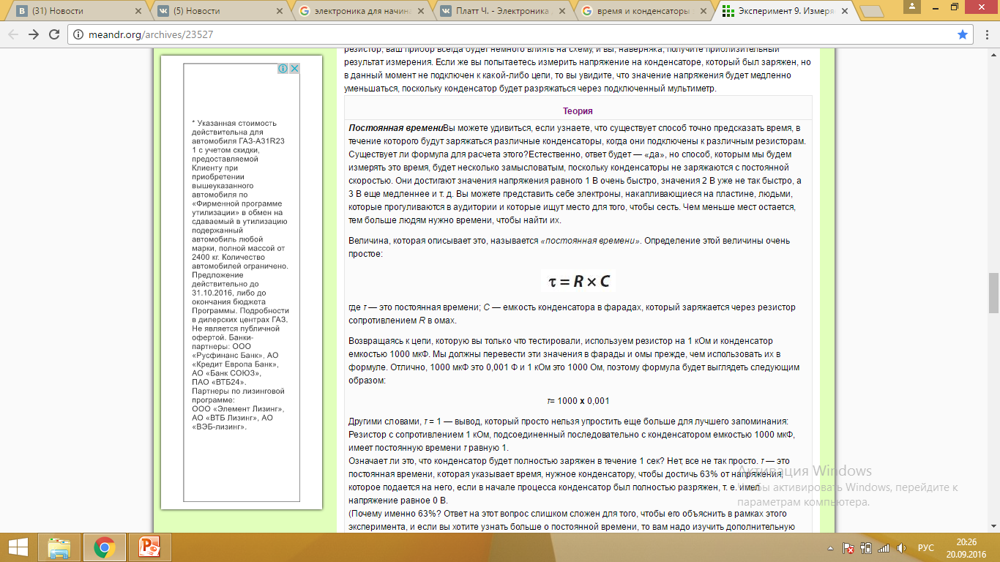 (31) Новости
(5) Новости
электроника для начина
Платт Ч. - Электроника.
время и конденсаторы
Эксперимент 9. Измеря
meandr.org/archives/23527
резистор, ваш прибор всегда будет немного влиять на схему, и вы, наверняка, получите приблизительный
результат измерения. Если же вы попытаетесь измерить напряжение на конденсаторе, который был заряжен, но
в данный момент не подключен к какой-либо цепи, то вы увидите, что значение напряжения будет медленно
уменьшаться, поскольку конденсатор будет разряжаться через подключенный мультиметр.
Теория
Постоянная времениВы можете удивиться, если узнаете, что существует способ точно предсказать время, в
течение которого будут заряжаться различные конденсаторы, когда они подключены к различным резисторам.
Существует ли формула для расчета этого?Естественно, ответ будет — «да», но способ, которым мы будем
измерять это время, будет несколько замысловатым, поскольку конденсаторы не заряжаются с постоянной
скоростью. Они достигают значения напряжения равного 1 В очень быстро, значения 2 В уже не так быстро, а
3 В еще медленнее и т. д. Вы можете представить себе электроны, накапливающиеся на пластине, людьми,
которые прогуливаются в аудитории и которые ищут место для того, чтобы сесть. Чем меньше мест остается,
тем больше людям нужно времени, чтобы найти их.
Величина, которая описывает это, называется «постоянная времени». Определение этой величины очень
простое:
τ = R × C
где τ — это постоянная времени; С — емкость конденсатора в фарадах, который заряжается через резистор
сопротивлением R в омах.
Возвращаясь к цепи, которую вы только что тестировали, используем резистор на 1 кОм и конденсатор
емкостью 1000 мкФ. Мы должны перевести эти значения в фарады и омы прежде, чем использовать их в
формуле. Отлично, 1000 мкФ это 0,001 Ф и 1 кОм это 1000 Ом, поэтому формула будет выглядеть следующим
образом:
τ= 1000 x 0,001
Другими словами, τ = 1 — вывод, который просто нельзя упростить еще больше для лучшего запоминания:
Резистор с сопротивлением 1 кОм, подсоединенный последовательно с конденсатором емкостью 1000 мкФ,
имеет постоянную времени τ равную 1.
Означает ли это, что конденсатор будет полностью заряжен в течение 1 сек? Нет, все не так просто. τ — это
постоянная времени, которая указывает время, нужное конденсатору, чтобы достичь 63% от напряжения,
которое подается на него, если в начале процесса конденсатор был полностью разряжен, т. е. имел
напряжение равное 0 В.
(Почему именно 63%? Ответ на этот вопрос слишком сложен для того, чтобы его объяснить в рамках этого
эксперимента, и если вы хотите узнать больше о постоянной времени, то вам надо изучить дополнительную
* Указанная стоимость
действительна для
автомобиля ГАЗ-А31R23
1 с учетом скидки,
предоставляемой
Клиенту при
приобретении
вышеуказанного
автомобиля по
«Фирменной программе
утилизации» в обмен на
сдаваемый в утилизацию
подержанный
автомобиль любой
марки, полной массой от
2400 кг. Количество
автомобилей ограничено.
Предложение
действительно до
31.10.2016, либо до
окончания бюджета
Программы. Подробности
в дилерских центрах ГАЗ.
Не является публичной
офертой. Банки-
партнеры: ООО
«Русфинанс Банк», АО
«Кредит Европа Банк»,
АО «Банк СОЮЗ»,
ПАО «ВТБ24».
Партнеры по лизинговой
программе:
ООО «Элемент Лизинг»,
АО «ВТБ Лизинг», АО
«ВЭБ-лизинг».
Активация Windows
Чтобы активировать Windows, перейдите к
параметрам компьютера.
РУС
20:26
20.09.2016